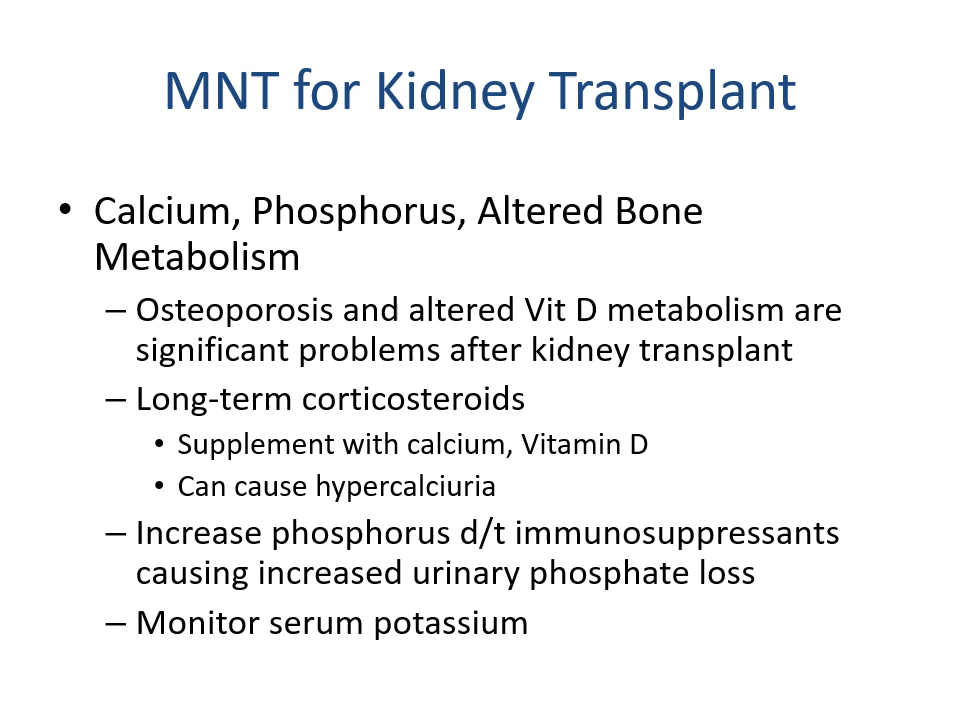 MNT for Kidney Transplant
• Calcium, Phosphorus, Altered Bone
Metabolism
– Osteoporosis and altered Vit D metabolism are
significant problems after kidney transplant
– Long-term corticosteroids
• Supplement with calcium, Vitamin D
• Can cause hypercalciuria
– Increase phosphorus d/t immunosuppressants
causing increased urinary phosphate loss
– Monitor serum potassium